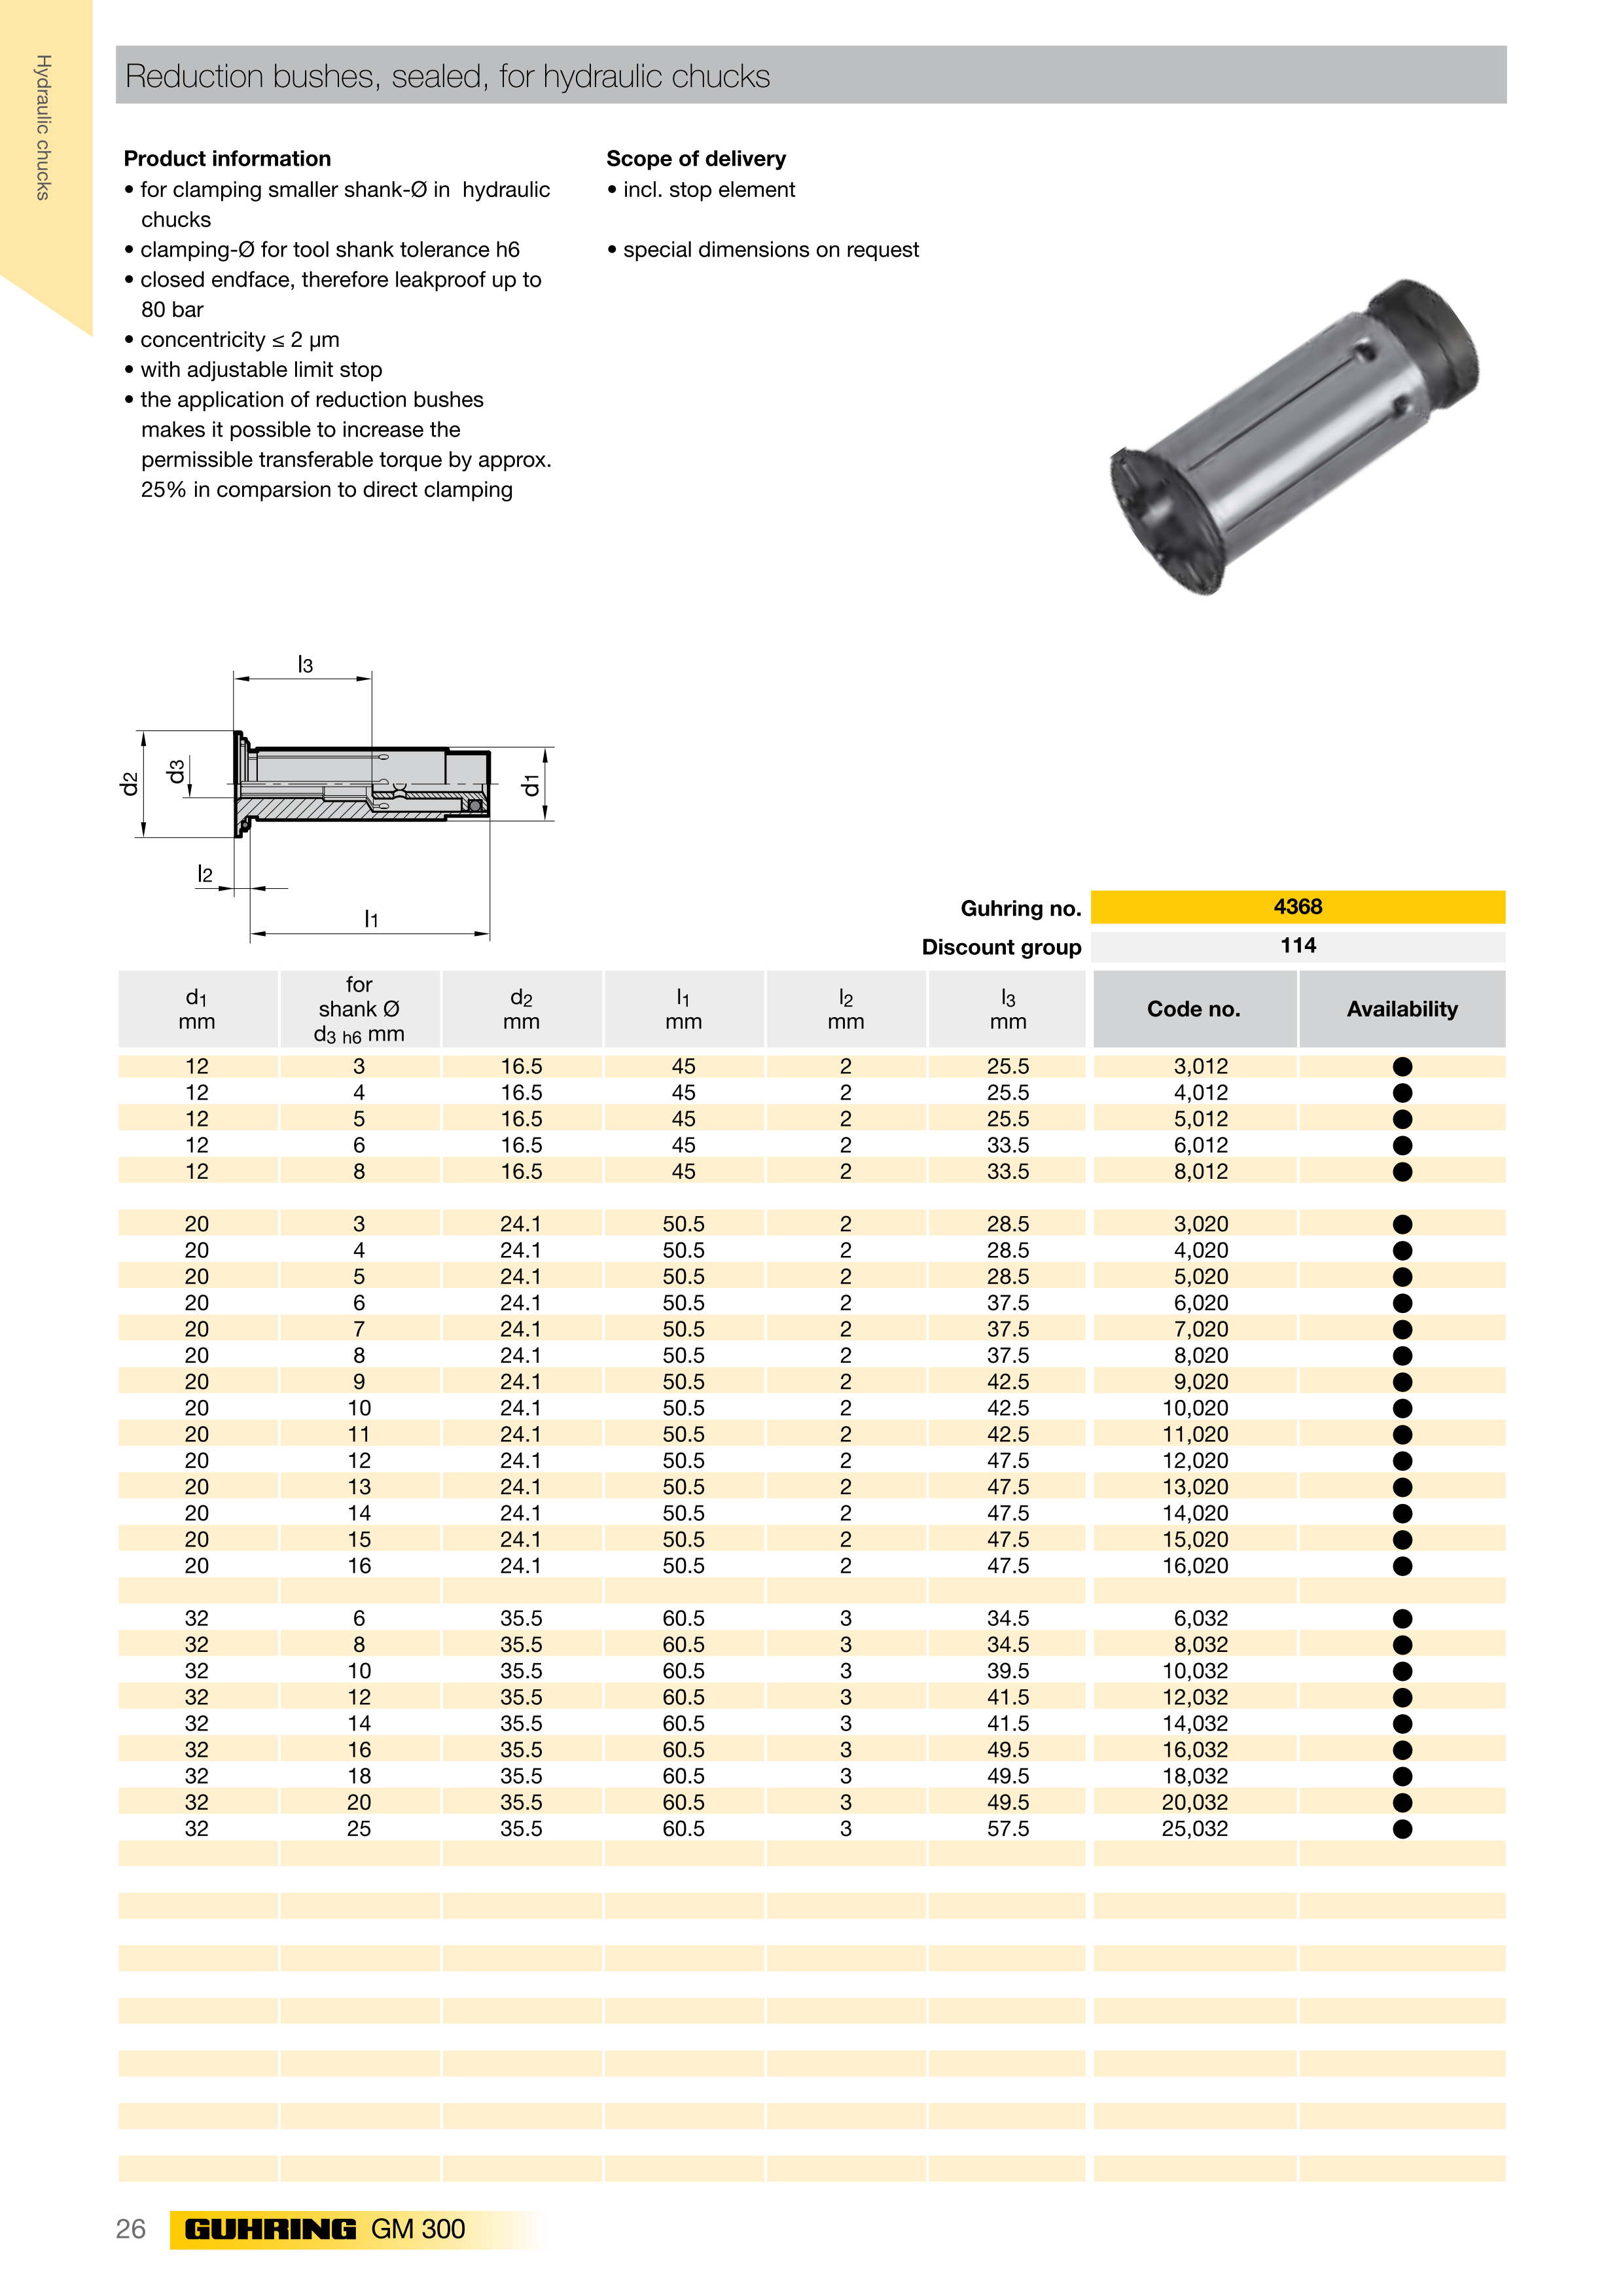 Hydraulic chucks
Reduction bushes, sealed, for hydraulic chucks
Product information
• for clamping smaller shank-Ø in hydraulic
chucks
• clamping-Ø for tool shank tolerance h6
• closed endface, therefore leakproof up to
80 bar
• concentricity ≤ 2 µm
• with adjustable limit stop
• the application of reduction bushes
makes it possible to increase the
permissible transferable torque by approx.
25% in comparsion to direct clamping
Scope of delivery
• incl. stop element
• special dimensions on request
l3
d2
d3
d1
l2
l1
Guhring no. 4368
Discount group 114
d1 mm for shank Ø d3 h6 mm d2 mm l1 mm l2 mm l3 mm Code no. Availability
12 3 16.5 45 2 25.5 3,012 ●
12 4 16.5 45 2 25.5 4,012 ●
12 5 16.5 45 2 25.5 5,012 ●
12 6 16.5 45 2 33.5 6,012 ●
12 8 16.5 45 2 33.5 8,012 ●
20 3 24.1 50.5 2 28.5 3,020 ●
20 4 24.1 50.5 2 28.5 4,020 ●
20 5 24.1 50.5 2 28.5 5,020 ●
20 6 24.1 50.5 2 37.5 6,020 ●
20 7 24.1 50.5 2 37.5 7,020 ●
20 8 24.1 50.5 2 37.5 8,020 ●
20 9 24.1 50.5 2 42.5 9,020 ●
20 10 24.1 50.5 2 42.5 10,020 ●
20 11 24.1 50.5 2 42.5 11,020 ●
20 12 24.1 50.5 2 47.5 12,020 ●
20 13 24.1 50.5 2 47.5 13,020 ●
20 14 24.1 50.5 2 47.5 14,020 ●
20 15 24.1 50.5 2 47.5 15,020 ●
20 16 24.1 50.5 2 47.5 16,020 ●
32 6 35.5 60.5 3 34.5 6,032 ●
32 8 35.5 60.5 3 34.5 8,032 ●
32 10 35.5 60.5 3 39.5 10,032 ●
32 12 35.5 60.5 3 41.5 12,032 ●
32 14 35.5 60.5 3 41.5 14,032 ●
32 16 35.5 60.5 3 49.5 16,032 ●
32 18 35.5 60.5 3 49.5 18,032 ●
32 20 35.5 60.5 3 49.5 20,032 ●
32 25 35.5 60.5 3 57.5 25,032 ●
26 GUHRING GM 300